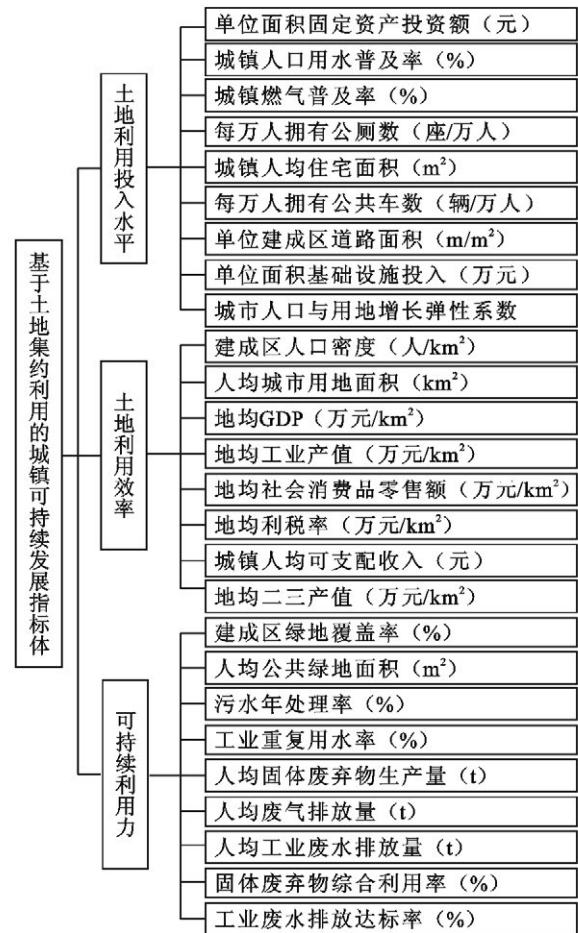 基于土地集约利用的城镇可持续发展指标体
土地利用投入水平
单位面积固定资产投资额（元）
城镇人口用水普及率（%）
城镇燃气普及率（%）
每万人拥有公厕数（座/万人）
城镇人均住宅面积（m²）
每万人拥有公共车数（辆/万人）
单位建成区道路面积（m/m²）
单位面积基础设施投入（万元）
城市人口与用地增长弹性系数
土地利用效率
建成区人口密度（人/km²）
人均城市用地面积（km²）
地均GDP（万元/km²）
地均工业产值（万元/km²）
地均社会消费品零售额（万元/km²）
地均利税率（万元/km²）
城镇人均可支配收入（元）
地均二三产值（万元/km²）
可持续利用力
建成区绿地覆盖率（%）
人均公共绿地面积（m²）
污水年处理率（%）
工业重复用水率（%）
人均固体废弃物生产量（t）
人均废气排放量（t）
人均工业废水排放量（t）
固体废弃物综合利用率（%）
工业废水排放达标率（%）